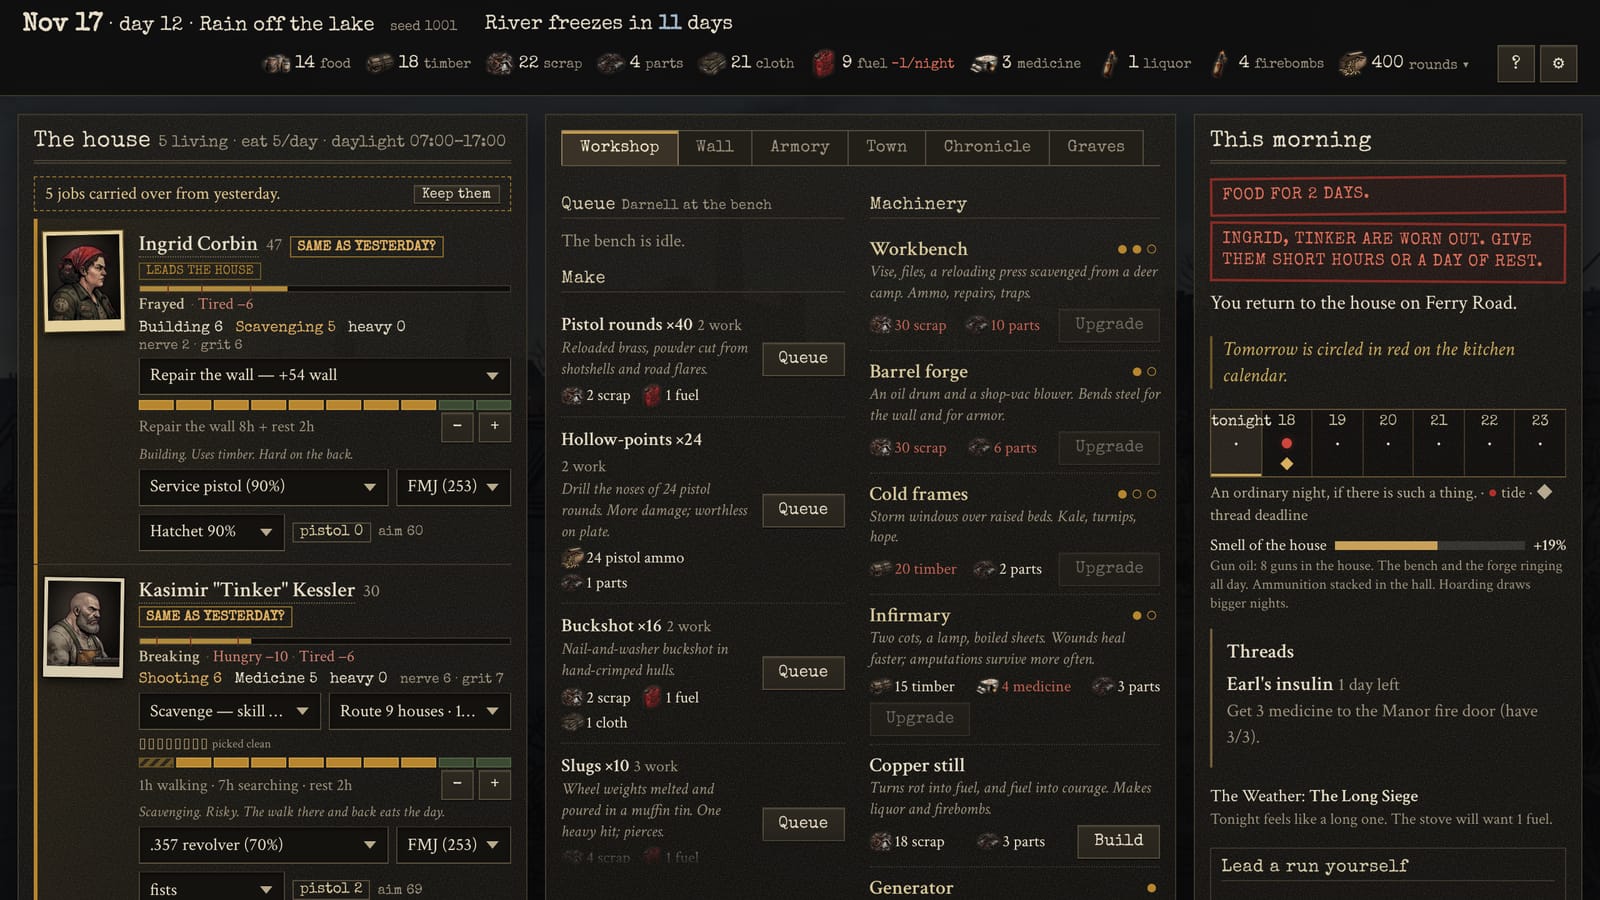 Nov 17 · day 12 · Rain off the lake seed 1001 River freezes in 11 days
14 food 18 timber 22 scrap 4 parts 21 cloth 9 fuel -1/night 3 medicine 1 liquor 4 firebombs 400 rounds ▾ ? ⚙
The house 5 living · eat 5/day · daylight 07:00–17:00
5 jobs carried over from yesterday. Keep them
Ingrid Corbin 47 SAME AS YESTERDAY?
LEADS THE HOUSE
Frayed · Tired −6
Building 6 Scavenging 5 heavy 0
nerve 2 · grit 6
Repair the wall — +54 wall
Repair the wall 8h + rest 2h − +
Building. Uses timber. Hard on the back.
Service pistol (90%) FMJ (253)
Hatchet 90% pistol 0 aim 60
Kasimir "Tinker" Kessler 30
SAME AS YESTERDAY?
Breaking · Hungry −10 · Tired −6
Shooting 6 Medicine 5 heavy 0 nerve 6 · grit 7
Scavenge — skill ... Route 9 houses · 1...
picked clean
1h walking · 7h searching · rest 2h − +
Scavenging. Risky. The walk there and back eats the day.
.357 revolver (70%) FMJ (253)
fists pistol 2 aim 69
Workshop Wall Armory Town Chronicle Graves
Queue Darnell at the bench
The bench is idle.
Make
Pistol rounds ×40 2 work
Reloaded brass, powder cut from
shotshells and road flares.
Queue
2 scrap 1 fuel
Hollow-points ×24
2 work
Drill the noses of 24 pistol
rounds. More damage; worthless
on plate.
Queue
24 pistol ammo
1 parts
Buckshot ×16 2 work
Nail-and-washer buckshot in
hand-crimped hulls.
Queue
2 scrap 1 fuel
1 cloth
Slugs ×10 3 work
Wheel weights melted and
poured in a muffin tin. One
heavy hit; pierces.
Queue
4 scrap 1 fuel
Machinery
Workbench
Vise, files, a reloading press scavenged from a deer
camp. Ammo, repairs, traps.
30 scrap 10 parts Upgrade
Barrel forge
An oil drum and a shop-vac blower. Bends steel for
the wall and for armor.
30 scrap 6 parts Upgrade
Cold frames
Storm windows over raised beds. Kale, turnips,
hope.
20 timber 2 parts Upgrade
Infirmary
Two cots, a lamp, boiled sheets. Wounds heal
faster; amputations survive more often.
15 timber 4 medicine 3 parts
Upgrade
Copper still
Turns rot into fuel, and fuel into courage. Makes
liquor and firebombs.
18 scrap 3 parts Build
Generator
This morning
FOOD FOR 2 DAYS.
INGRID, TINKER ARE WORN OUT. GIVE
THEM SHORT HOURS OR A DAY OF REST.
You return to the house on Ferry Road.
Tomorrow is circled in red on the kitchen
calendar.
tonight 18 19 20 21 22 23
An ordinary night, if there is such a thing. · ● tide · ◆
thread deadline
Smell of the house +19%
Gun oil: 8 guns in the house. The bench and the forge ringing
all day. Ammunition stacked in the hall. Hoarding draws
bigger nights.
Threads
Earl's insulin 1 day left
Get 3 medicine to the Manor fire door (have
3/3).
The Weather: The Long Siege
Tonight feels like a long one. The stove will want 1 fuel.
Lead a run yourself